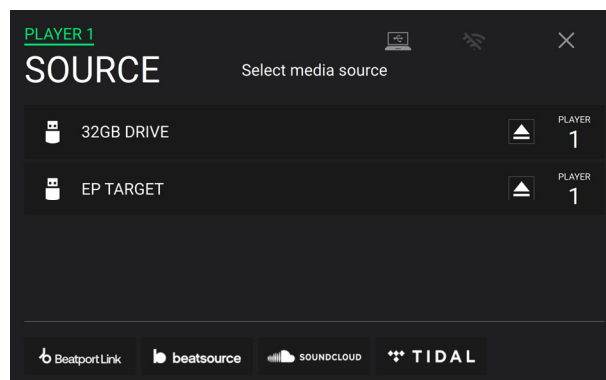 PLAYER 1
SOURCE
Select media source
32GB DRIVE
PLAYER
1
EP TARGET
PLAYER
1
Beatport Link
beatsource
SOUNDCLOUD
TIDAL